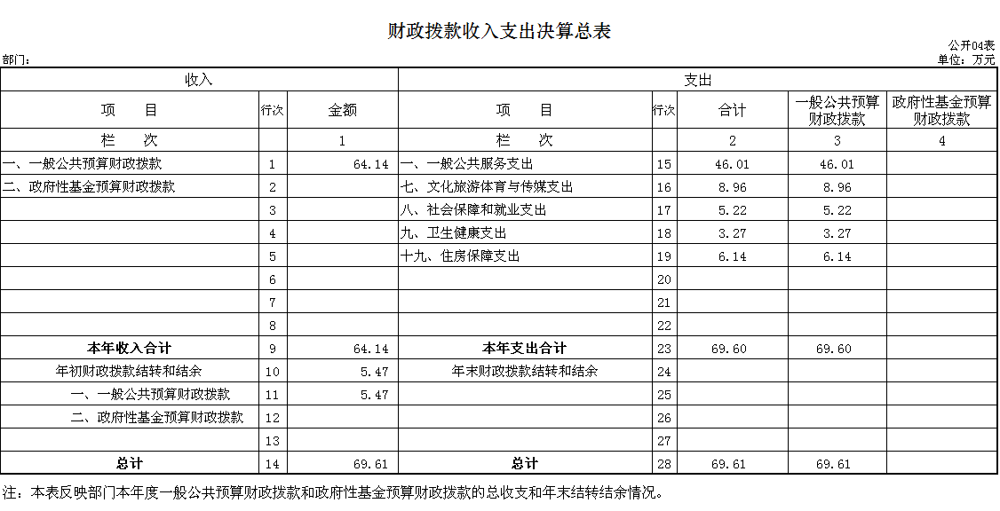 财政拨款收入支出决算总表
公开04表
部门： 单位：万元
收入 支出
项 目 行次 金额 项 目 行次 合计 一般公共预算财政拨款 政府性基金预算财政拨款
栏 次 1 栏 次 2 3 4
一、一般公共预算财政拨款 1 64.14 一、一般公共服务支出 15 46.01 46.01
二、政府性基金预算财政拨款 2 七、文化旅游体育与传媒支出 16 8.96 8.96
3 八、社会保障和就业支出 17 5.22 5.22
4 九、卫生健康支出 18 3.27 3.27
5 十九、住房保障支出 19 6.14 6.14
6 20
7 21
8 22
本年收入合计 9 64.14 本年支出合计 23 69.60 69.60
年初财政拨款结转和结余 10 5.47 年末财政拨款结转和结余 24
一、一般公共预算财政拨款 11 5.47 25
二、政府性基金预算财政拨款 12 26
13 27
总计 14 69.61 总计 28 69.61 69.61
注：本表反映部门本年度一般公共预算财政拨款和政府性基金预算财政拨款的总收支和年末结转结余情况。